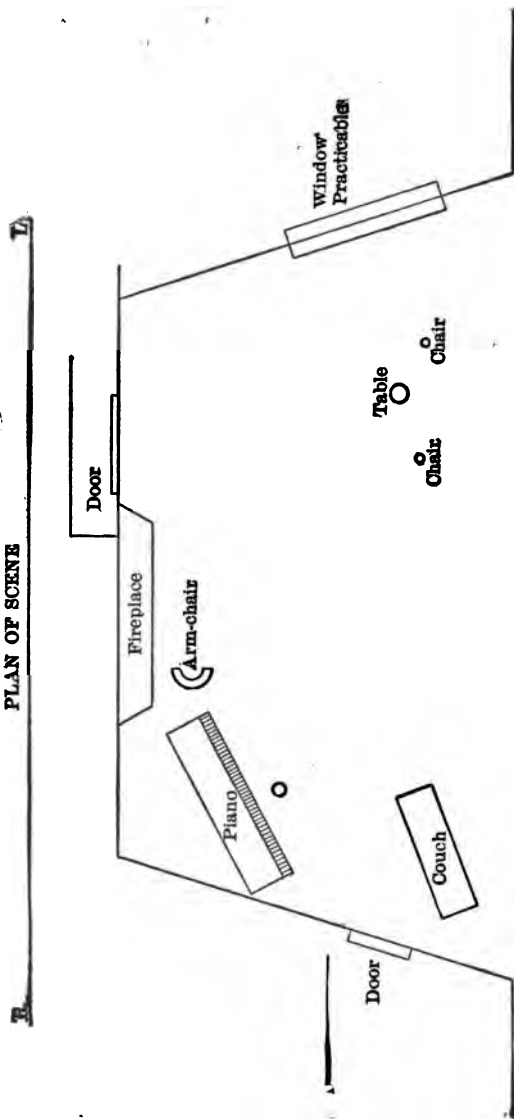 PLAN OF SCENE
R
L
Door
Fireplace
Arm-chair
Piano
Window
Practicable
Table
Chair
Chair
Couch
Door